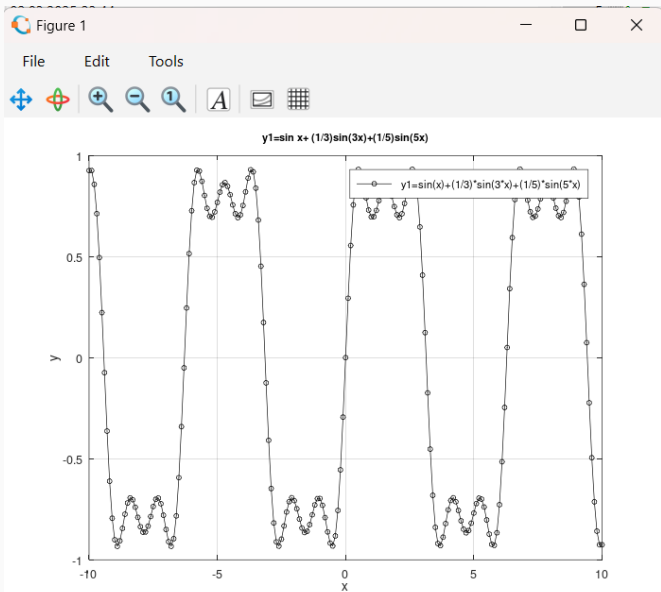 Figure 1
File Edit Tools
A
y1=sin x+ (1/3)sin(3x)+(1/5)sin(5x)
y1=sin(x)+(1/3)*sin(3*x)+(1/5)*sin(5*x)
1
0.5
0
-0.5
-1
y
-10 -5 0 5 10
x